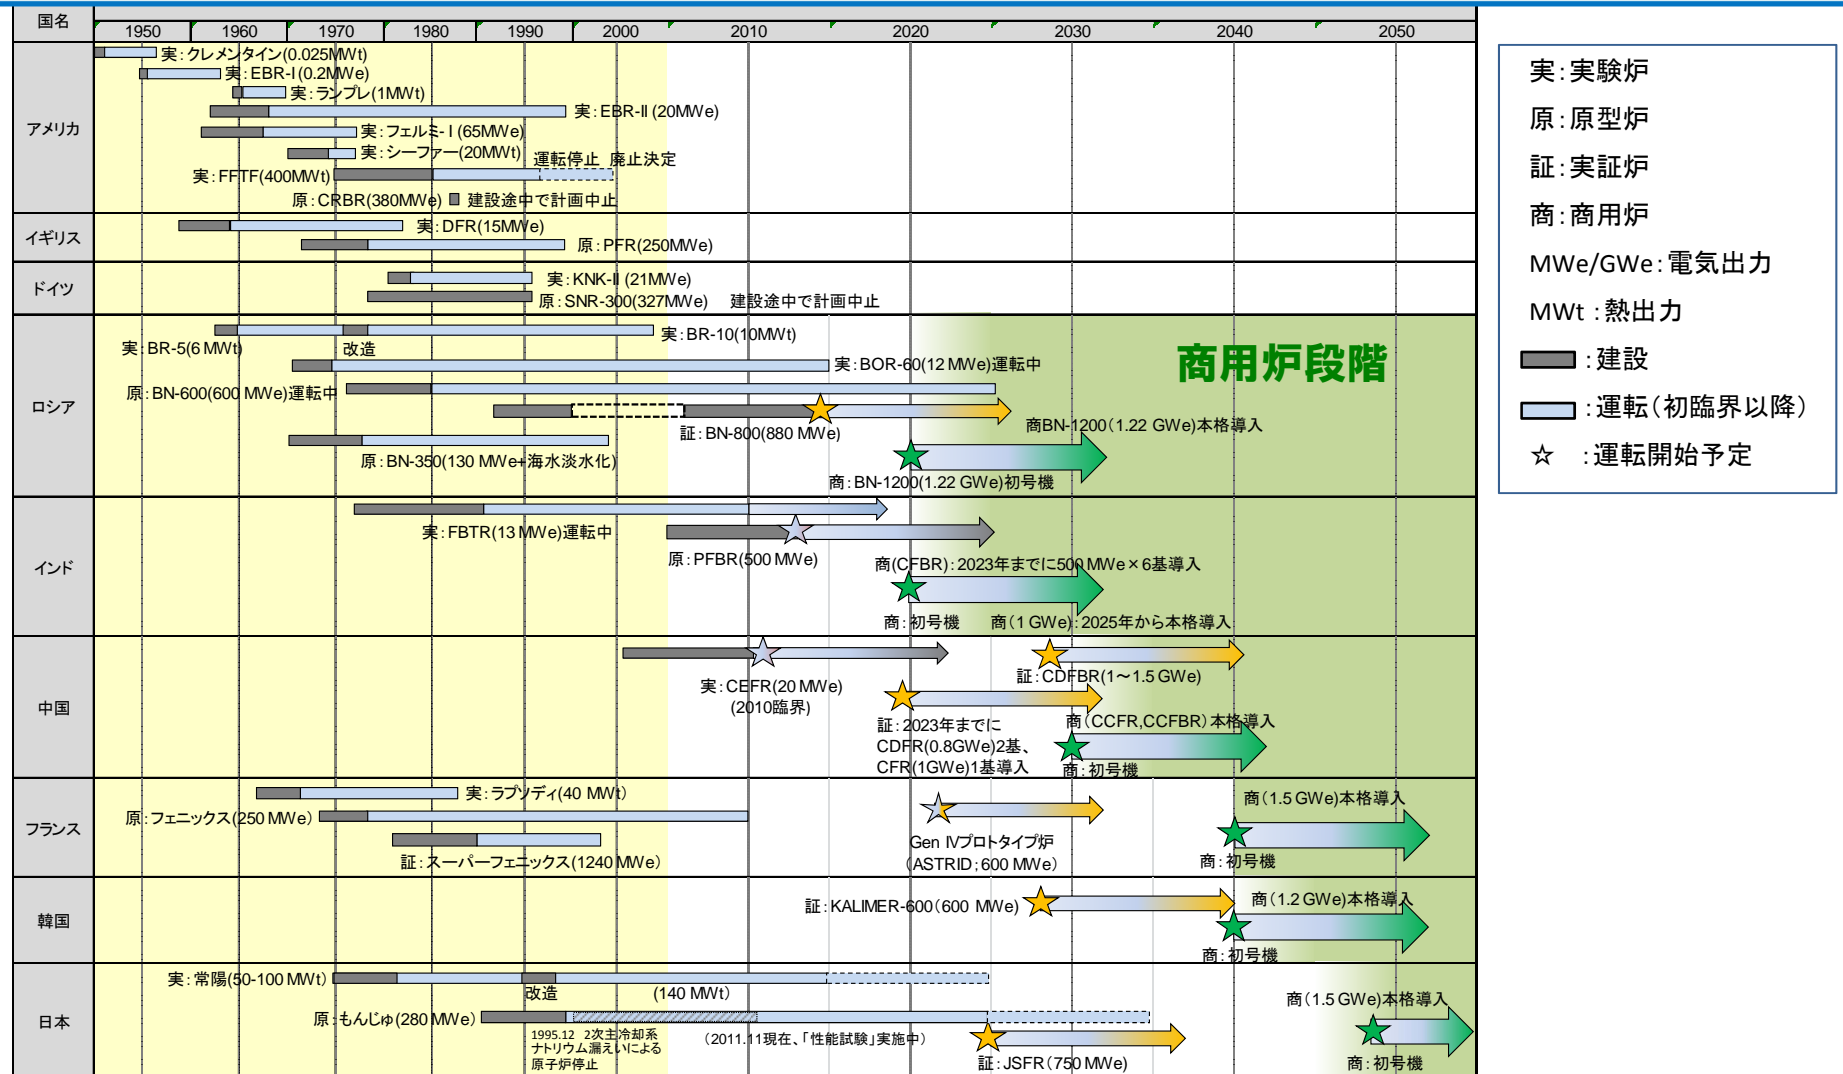 国名
1950 1960 1970 1980 1990 2000 2010 2020 2030 2040 2050
アメリカ
実:クレメンタイン(0.025MWt)
実:EBR-I(0.2MWe)
実:ランプレ(1MWt)
実:EBR-II(20MWe)
実:フェルミ-I(65MWe)
実:シーファー(20MWt)
運転停止 廃止決定
実:FFTF(400MWt)
原:CRBR(380MWe) 建設途中で計画中止
イギリス
実:DFR(15MWe)
原:PFR(250MWe)
ドイツ
実:KNK-II(21MWe)
原:SNR-300(327MWe) 建設途中で計画中止
ロシア
商用炉段階
実:BR-10(10MWt)
実:BR-5(6 MWt) 改造
実:BOR-60(12 MWe)運転中
原:BN-600(600 MWe)運転中
証:BN-800(880 MWe)
商BN-1200(1.22 GWe)本格導入
原:BN-350(130 MWe+海水淡水化)
商:BN-1200(1.22 GWe)初号機
インド
実:FBTR(13 MWe)運転中
原:PFBR(500 MWe)
商(CFBR):2023年までに500 MWe×6基導入
商:初号機 商(1 GWe):2025年から本格導入
中国
実:CEFR(20 MWe)
(2010臨界)
証:CDFBR(1~1.5 GWe)
証:2023年までに
CDFR(0.8GWe)2基、
CFR(1GWe)1基導入
商(CCFR,CCFBR)本格導入
商:初号機
フランス
実:ラプソディ(40 MWt)
原:フェニックス(250 MWe)
証:スーパーフェニックス(1240 MWe)
Gen IVプロトタイプ炉
(ASTRID;600 MWe)
商(1.5 GWe)本格導入
商:初号機
韓国
証:KALIMER-600(600 MWe)
商(1.2 GWe)本格導入
商:初号機
日本
実:常陽(50-100 MWt)
改造 (140 MWt)
原:もんじゅ(280 MWe)
1995.12 2次主冷却系
ナトリウム漏えいによる
原子炉停止
(2011.11現在、「性能試験」実施中)
証:JSFR(750 MWe)
商(1.5 GWe)本格導入
商:初号機
実:実験炉
原:原型炉
証:実証炉
商:商用炉
MWe/GWe:電気出力
MWt :熱出力
:建設
:運転(初臨界以降)
☆ :運転開始予定